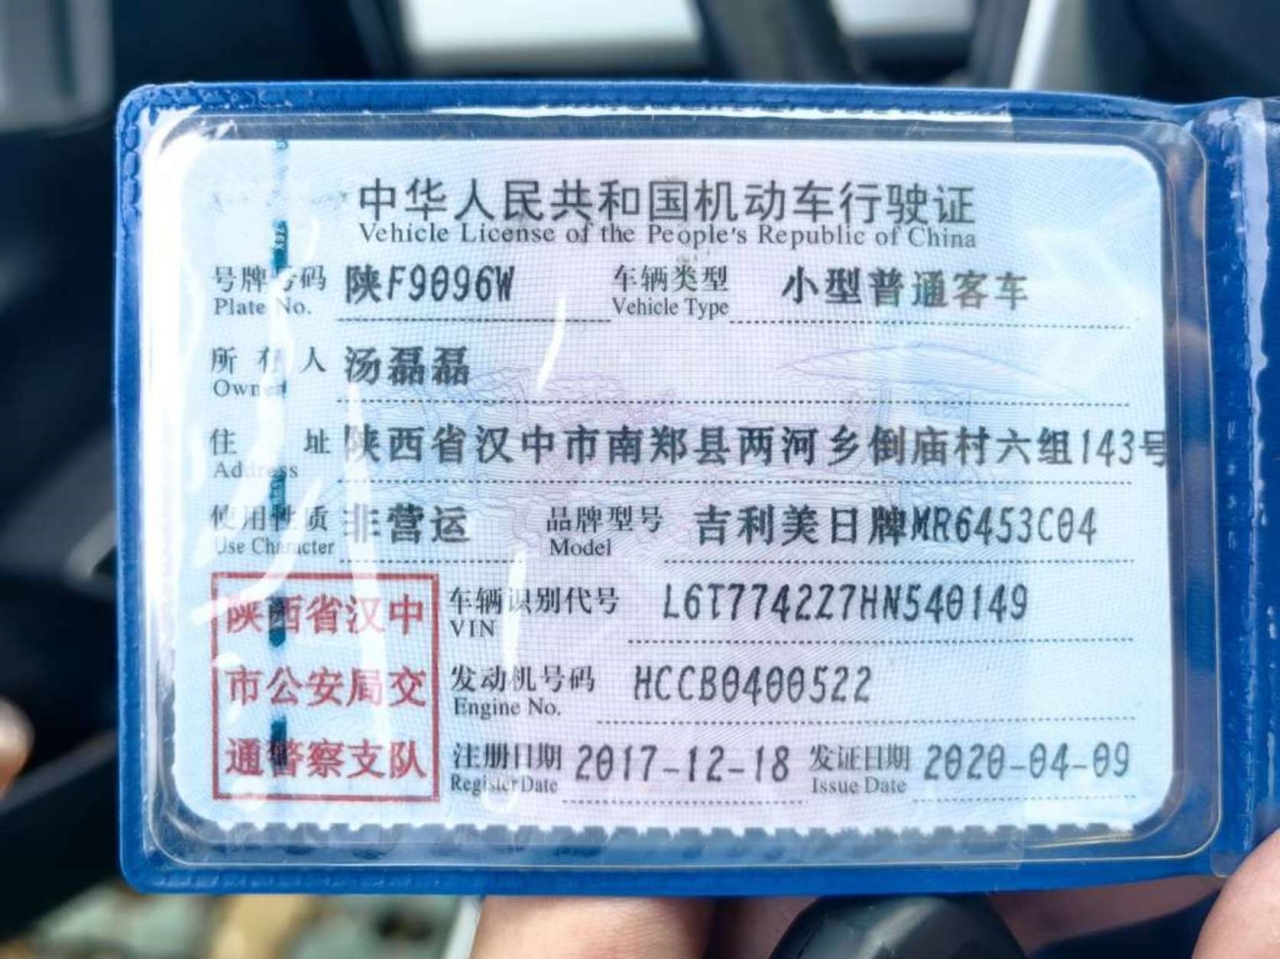 中华人民共和国机动车行驶证
Vehicle License of the People's Republic of China
号牌号码 陕F9096W 车辆类型 小型普通客车
Plate No. Vehicle Type
所有人 汤磊磊
Owner
住址 陕西省汉中市南郑县两河乡倒庙村六组143号
Address
使用性质 非营运 品牌型号 吉利美日牌MR6453C04
Use Character Model
陕西省汉中
市公安局交
通警察支队
车辆识别代号 L6T7742Z7HN540149
VIN
发动机号码 HCCB0400522
Engine No.
注册日期 2017-12-18 发证日期 2020-04-09
Register Date Issue Date